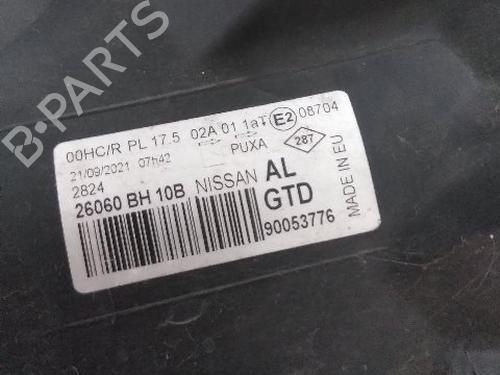 00HC/R PL 17.5 02A 01 1aT E2 08704
21/09/2021 07h42 PUXA 287
2824
26060 BH 10B NISSAN AL
GTD
90053776
MADE IN EU
B-PARTS